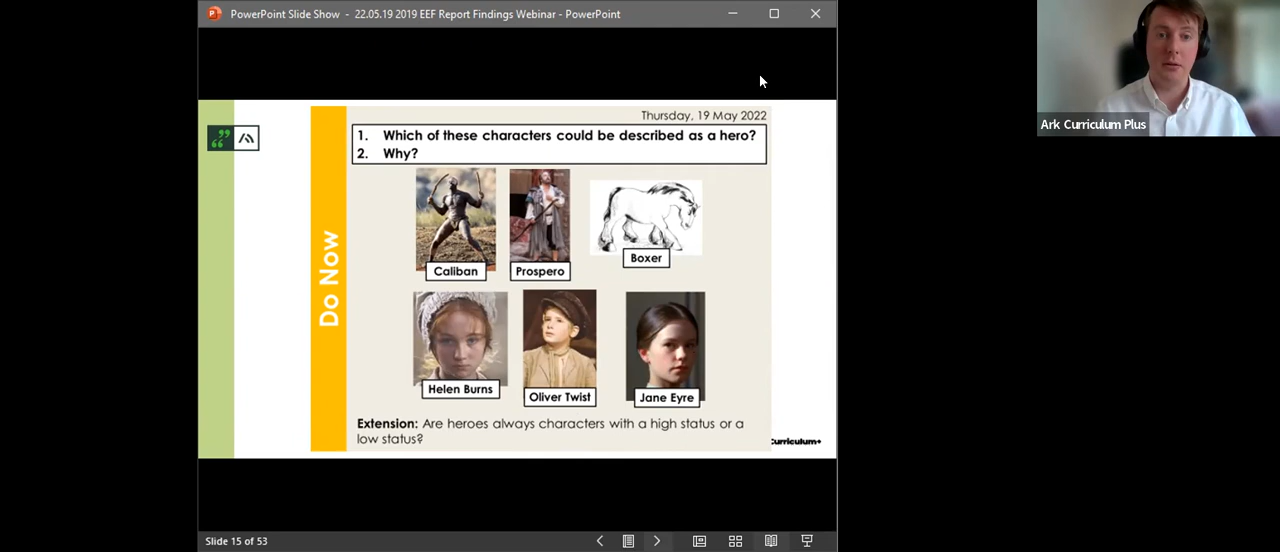 PowerPoint Slide Show - 22.05.19 2019 EEF Report Findings Webinar - PowerPoint
Ark Curriculum Plus
Thursday, 19 May 2022
1. Which of these characters could be described as a hero?
2. Why?
Do Now
Caliban
Prospero
Boxer
Helen Burns
Oliver Twist
Jane Eyre
Extension: Are heroes always characters with a high status or a
low status?
Curriculum+
Slide 15 of 53